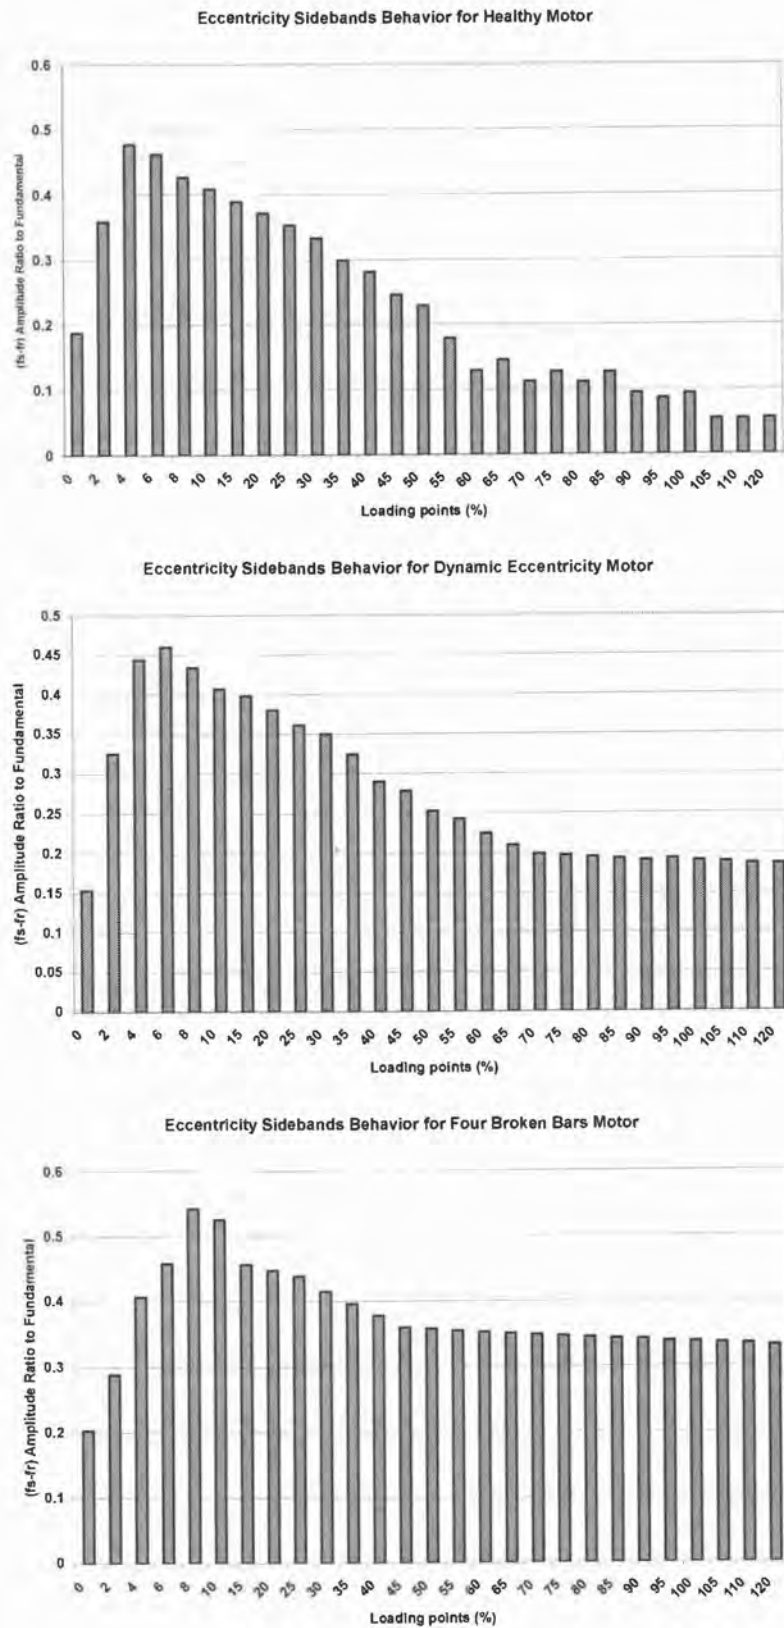 Eccentricity Sidebands Behavior for Healthy Motor
(fs-fr) Amplitude Ratio to Fundamental
0.6
0.5
0.4
0.3
0.2
0.1
0
0 2 4 6 8 10 15 20 25 30 35 40 45 50 55 60 65 70 75 80 85 90 95 100 105 110 120
Loading points (%)
Eccentricity Sidebands Behavior for Dynamic Eccentricity Motor
(fs-fr) Amplitude Ratio to Fundamental
0.5
0.45
0.4
0.35
0.3
0.25
0.2
0.15
0.1
0.05
0
0 2 4 6 8 10 15 20 25 30 35 40 45 50 55 60 65 70 75 80 85 90 95 100 105 110 120
Loading points (%)
Eccentricity Sidebands Behavior for Four Broken Bars Motor
(fs-fr) Amplitude Ratio to Fundamental
0.6
0.5
0.4
0.3
0.2
0.1
0
0 2 4 6 8 10 15 20 25 30 35 40 45 50 55 60 65 70 75 80 85 90 95 100 105 110 120
Loading points (%)